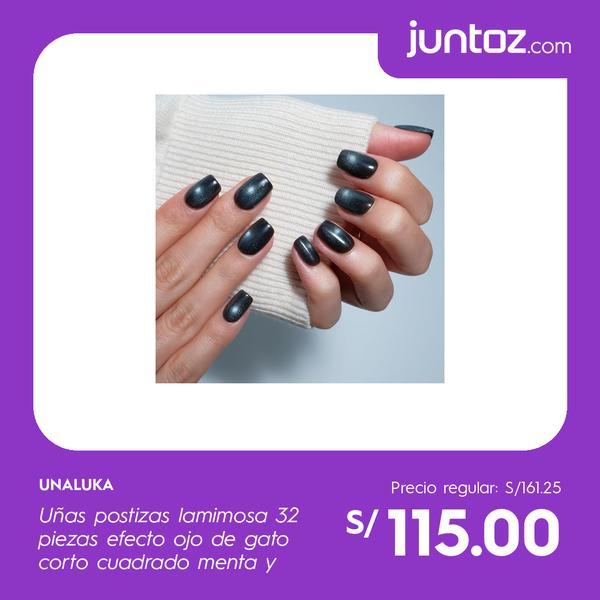 juntoz.com
UNALUKA
Uñas postizas lamimosa 32
piezas efecto ojo de gato
corto cuadrado menta y
Precio regular: S/161.25
S/ 115.00